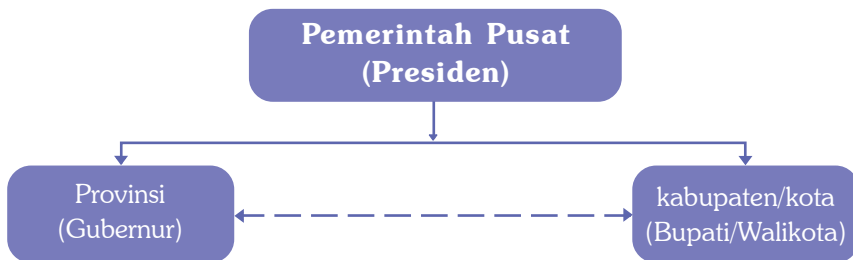 Pemerintah Pusat
(Presiden)
Provinsi
(Gubernur)
kabupaten/kota
(Bupati/Walikota)